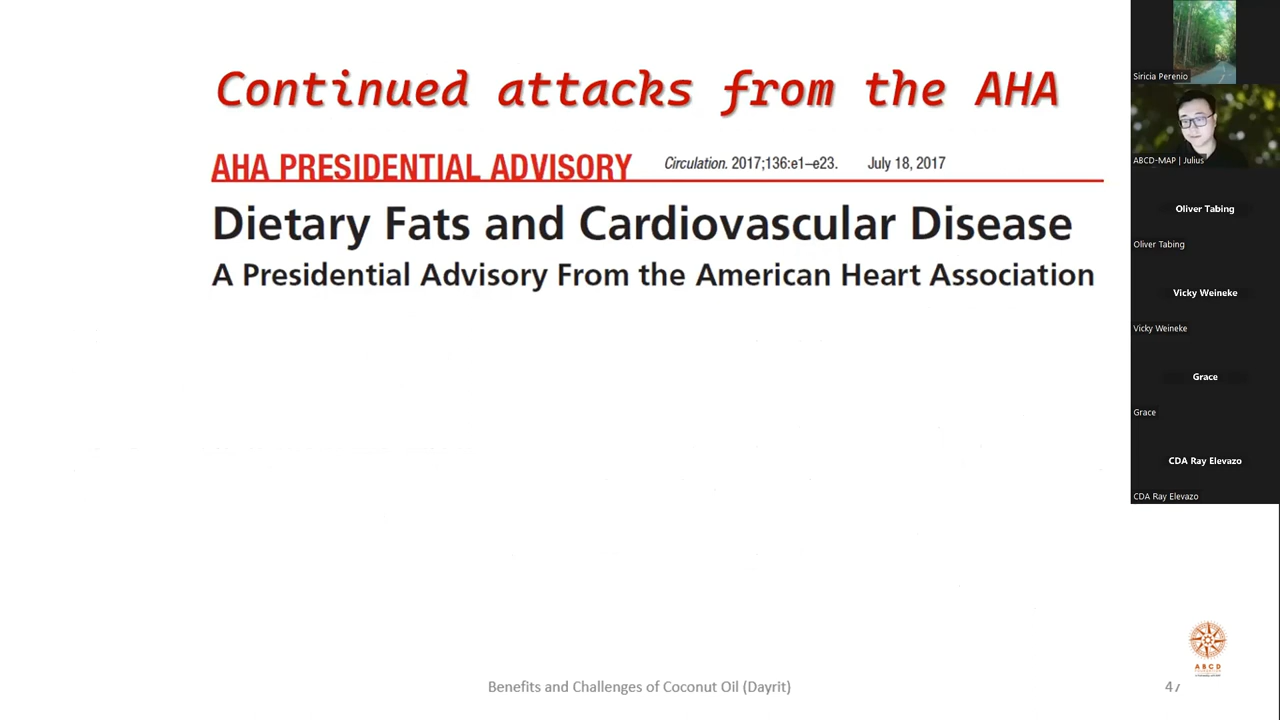 Continued attacks from the AHA
AHA PRESIDENTIAL ADVISORY Circulation. 2017;136:e1–e23. July 18, 2017
Dietary Fats and Cardiovascular Disease
A Presidential Advisory From the American Heart Association
Siricia Perenio
ABCD-MAP | Julius
Oliver Tabing
Oliver Tabing
Vicky Weineke
Vicky Weineke
Grace
Grace
CDA Ray Elevazo
CDA Ray Elevazo
ABCD
Benefits and Challenges of Coconut Oil (Dayrit)
47